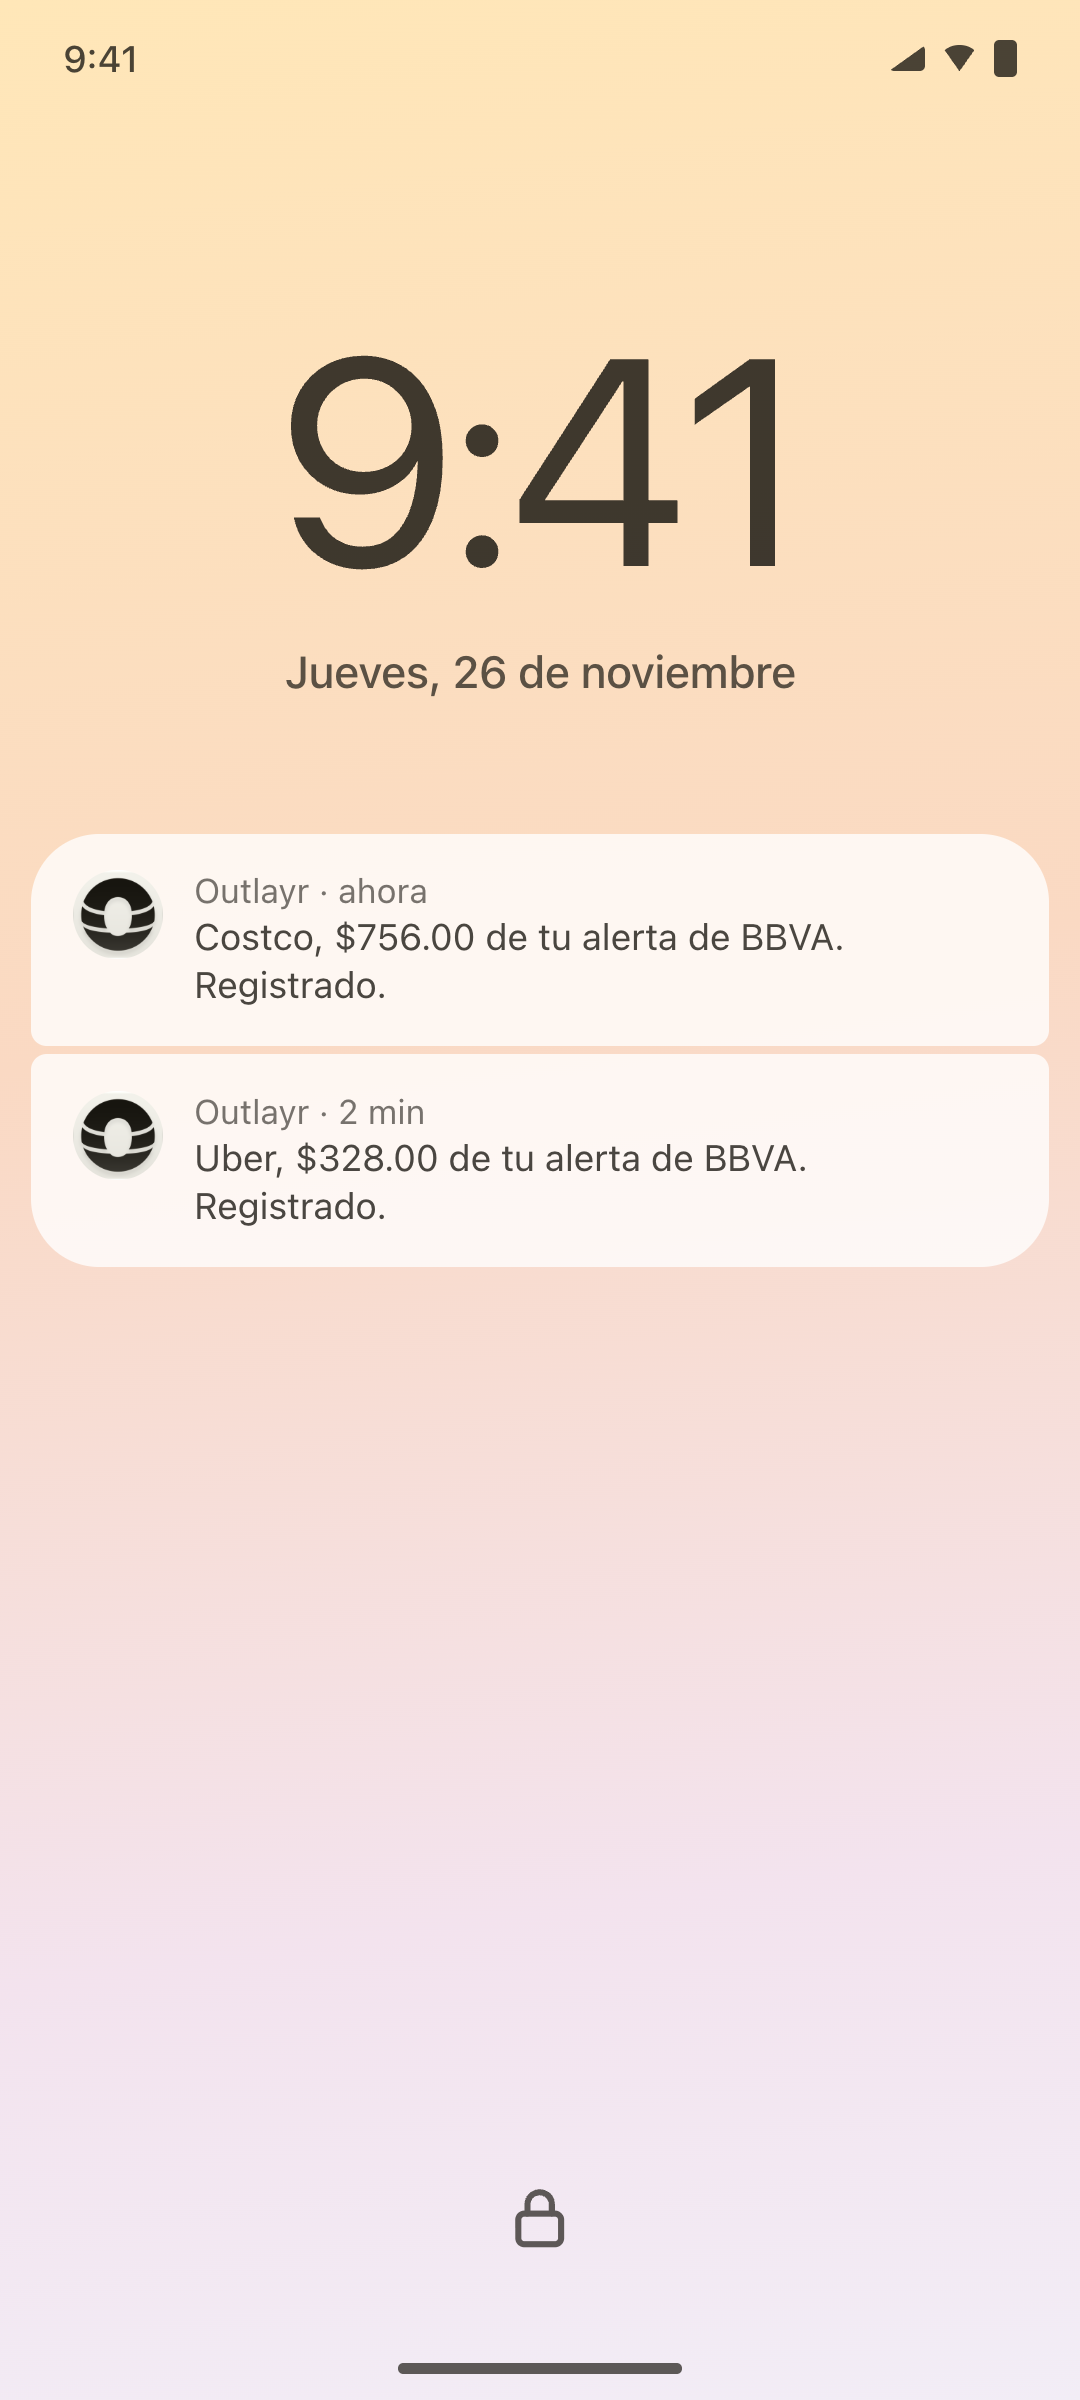 9:41
9:41
Jueves, 26 de noviembre
Outlayr · ahora
Costco, $756.00 de tu alerta de BBVA.
Registrado.
Outlayr · 2 min
Uber, $328.00 de tu alerta de BBVA.
Registrado.